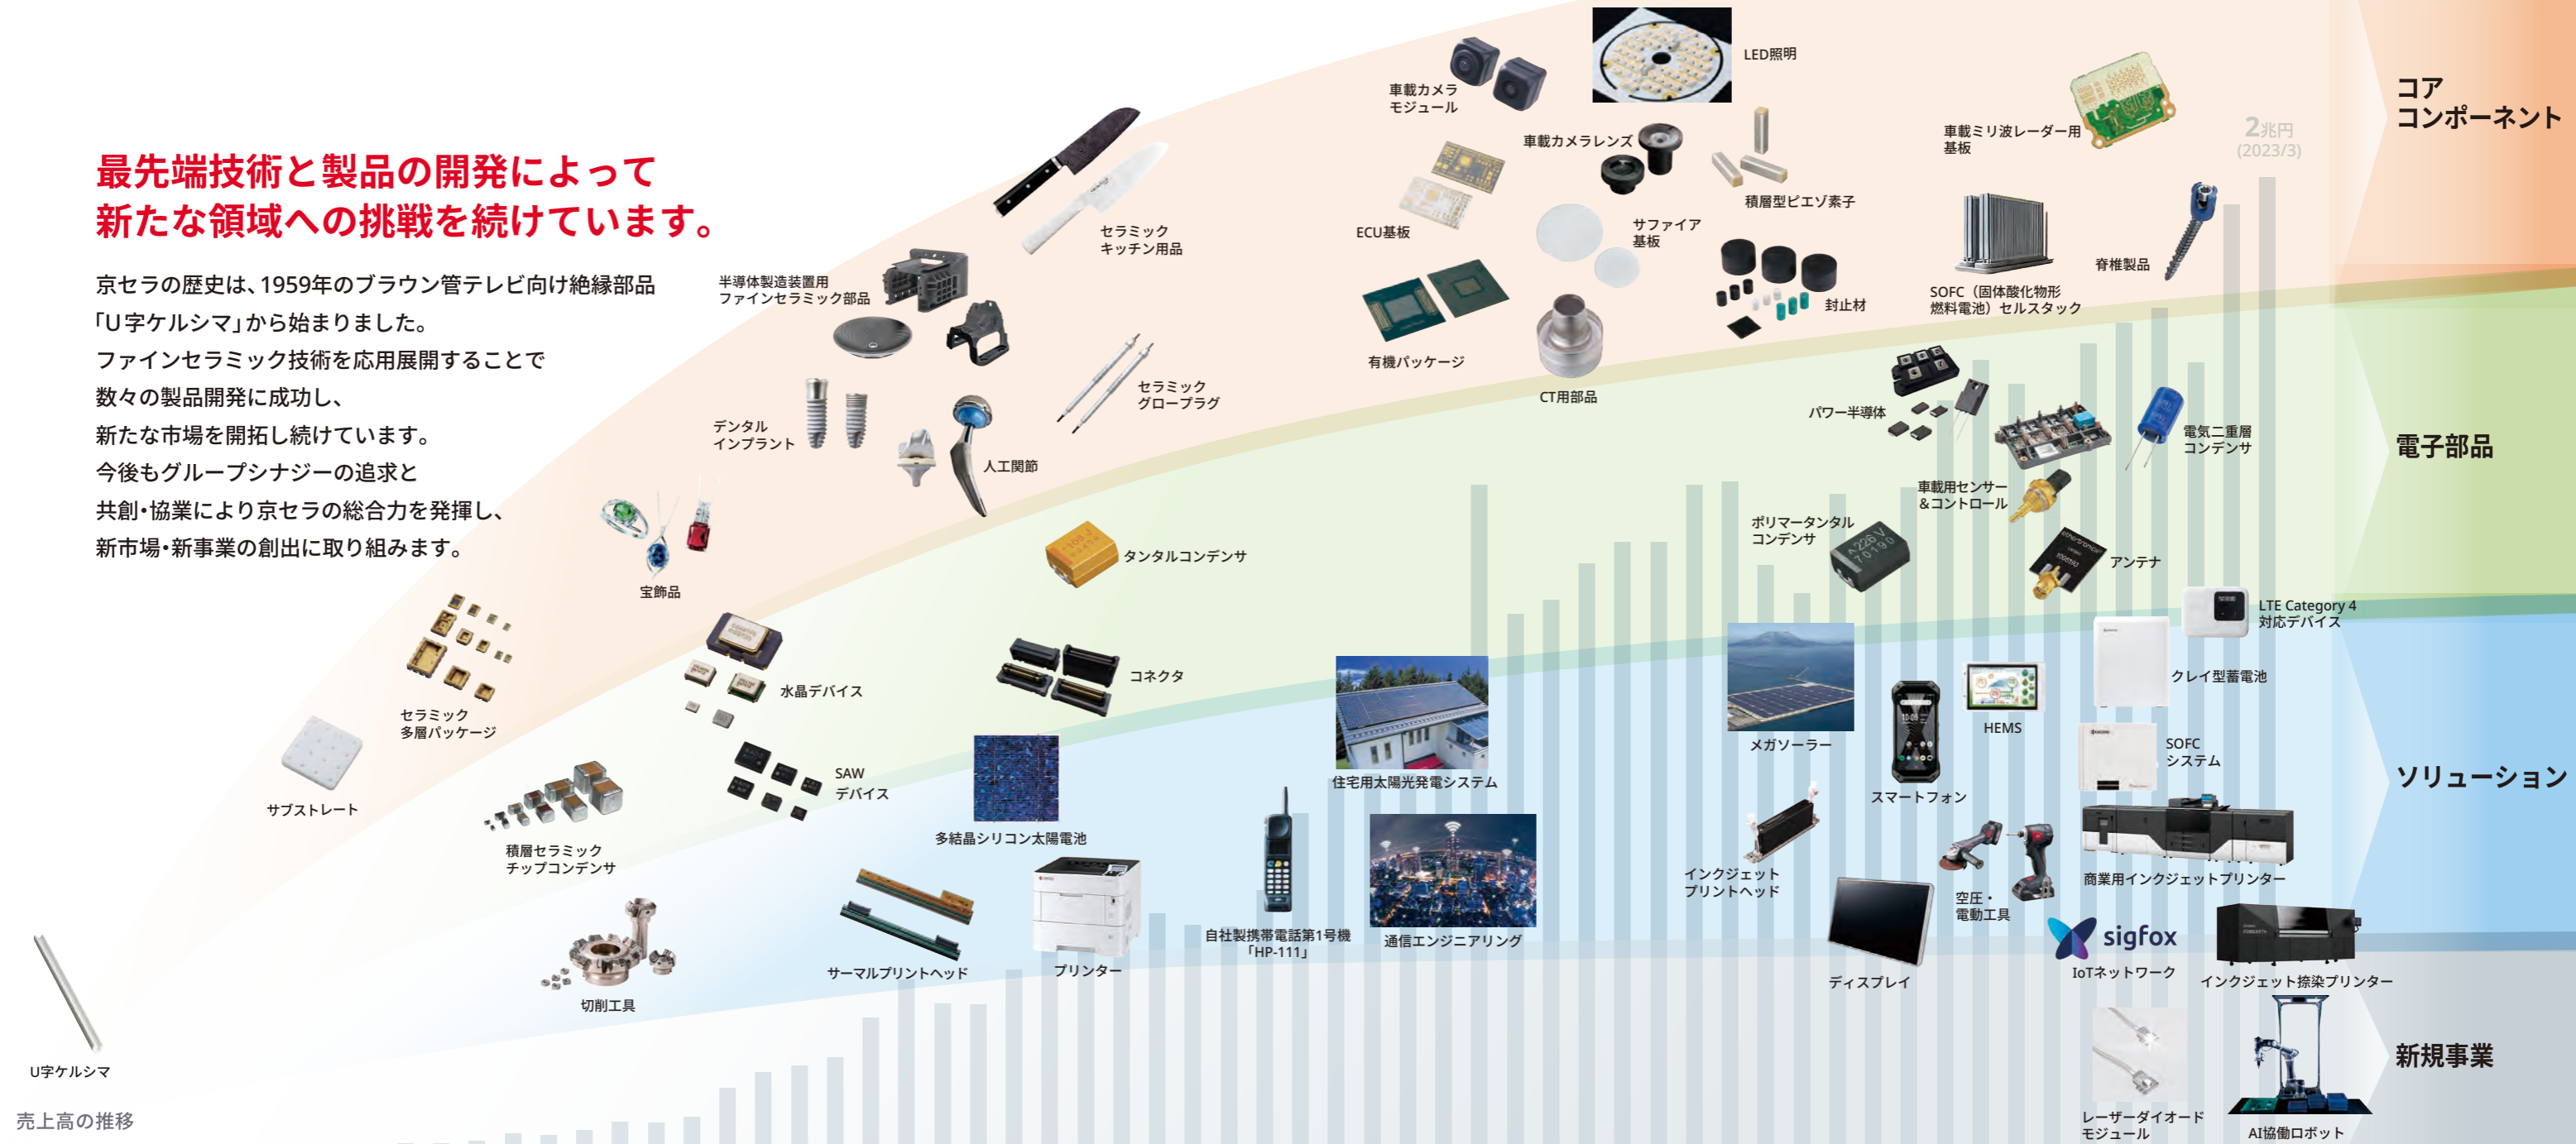 最先端技術と製品の開発によって
新たな領域への挑戦を続けています。
京セラの歴史は、1959年のブラウン管テレビ向け絶縁部品
「U字ケルシマ」から始まりました。
ファインセラミック技術を応用展開することで
数々の製品開発に成功し、
新たな市場を開拓し続けています。
今後もグループシナジーの追求と
共創・協業により京セラの総合力を発揮し、
新市場・新事業の創出に取り組みます。
U字ケルシマ
売上高の推移
サブストレート
セラミック
多層パッケージ
宝飾品
デンタル
インプラント
半導体製造装置用
ファインセラミック部品
人工関節
セラミック
キッチン用品
セラミック
グロープラグ
車載カメラ
モジュール
LED照明
車載カメラレンズ
ECU基板
積層型ピエゾ素子
サファイア
基板
有機パッケージ
CT用部品
封止材
車載ミリ波レーダー用
基板
SOFC（固体酸化物形
燃料電池）セルスタック
脊椎製品
2兆円
(2023/3)
コア
コンポーネント
積層セラミック
チップコンデンサ
水晶デバイス
SAW
デバイス
タンタルコンデンサ
コネクタ
パワー半導体
電気二重層
コンデンサ
車載用センサー
＆コントロール
ポリマータンタル
コンデンサ
226V
70190
アンテナ
電子部品
切削工具
サーマルプリントヘッド
多結晶シリコン太陽電池
プリンター
自社製携帯電話第1号機
「HP-111」
住宅用太陽光発電システム
通信エンジニアリング
メガソーラー
インクジェット
プリントヘッド
スマートフォン
10:09
HEMS
LTE Category 4
対応デバイス
クレイ型蓄電池
SOFC
システム
商業用インクジェットプリンター
空圧・
電動工具
ディスプレイ
sigfox
IoTネットワーク
インクジェット捺染プリンター
ソリューション
レーザーダイオード
モジュール
AI協働ロボット
新規事業